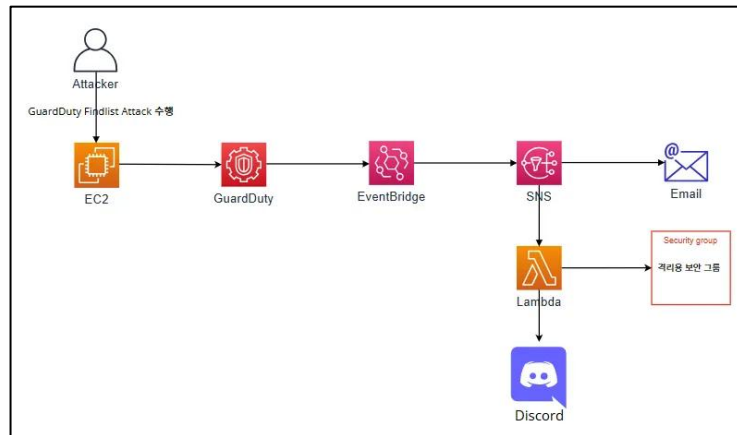 Attacker
GuardDuty Findlist Attack 수행
EC2
GuardDuty
EventBridge
SNS
@
Email
Security group
격리용 보안 그룹
Lambda
Discord